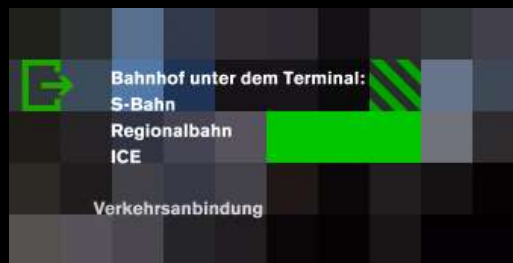 Bahnhof unter dem Terminal:
S-Bahn
Regionalbahn
ICE
Verkehrsanbindung